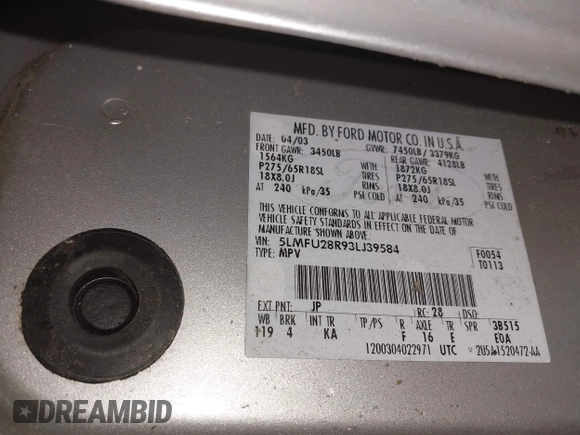 MFD. BY FORD MOTOR CO. IN U.S.A.
DATE: 04/03 GVWR: 7450LB / 3379KG
FRONT GAWR: 3450LB REAR GAWR: 4128LB
1564KG WITH 1872KG WITH
P275/65R18SL TIRES P275/65R18SL TIRES
18X8.0J RIMS 18X8.0J RIMS
AT 240 kPa/35 PSI COLD AT 240 kPa/35 PSI COLD
THIS VEHICLE CONFORMS TO ALL APPLICABLE FEDERAL MOTOR
VEHICLE SAFETY STANDARDS IN EFFECT ON THE DATE OF
MANUFACTURE SHOWN ABOVE.
VIN: 5LMFU28R93LJ39584 F0054
TYPE: MPV T0113
EXT PNT: JP RC: 28 DSO:
WB BRK INT TR TP/PS R AXLE TR SPR 3B515
119 4 KA F 16 E E0A
1200304022971 UTC
DREAMBID